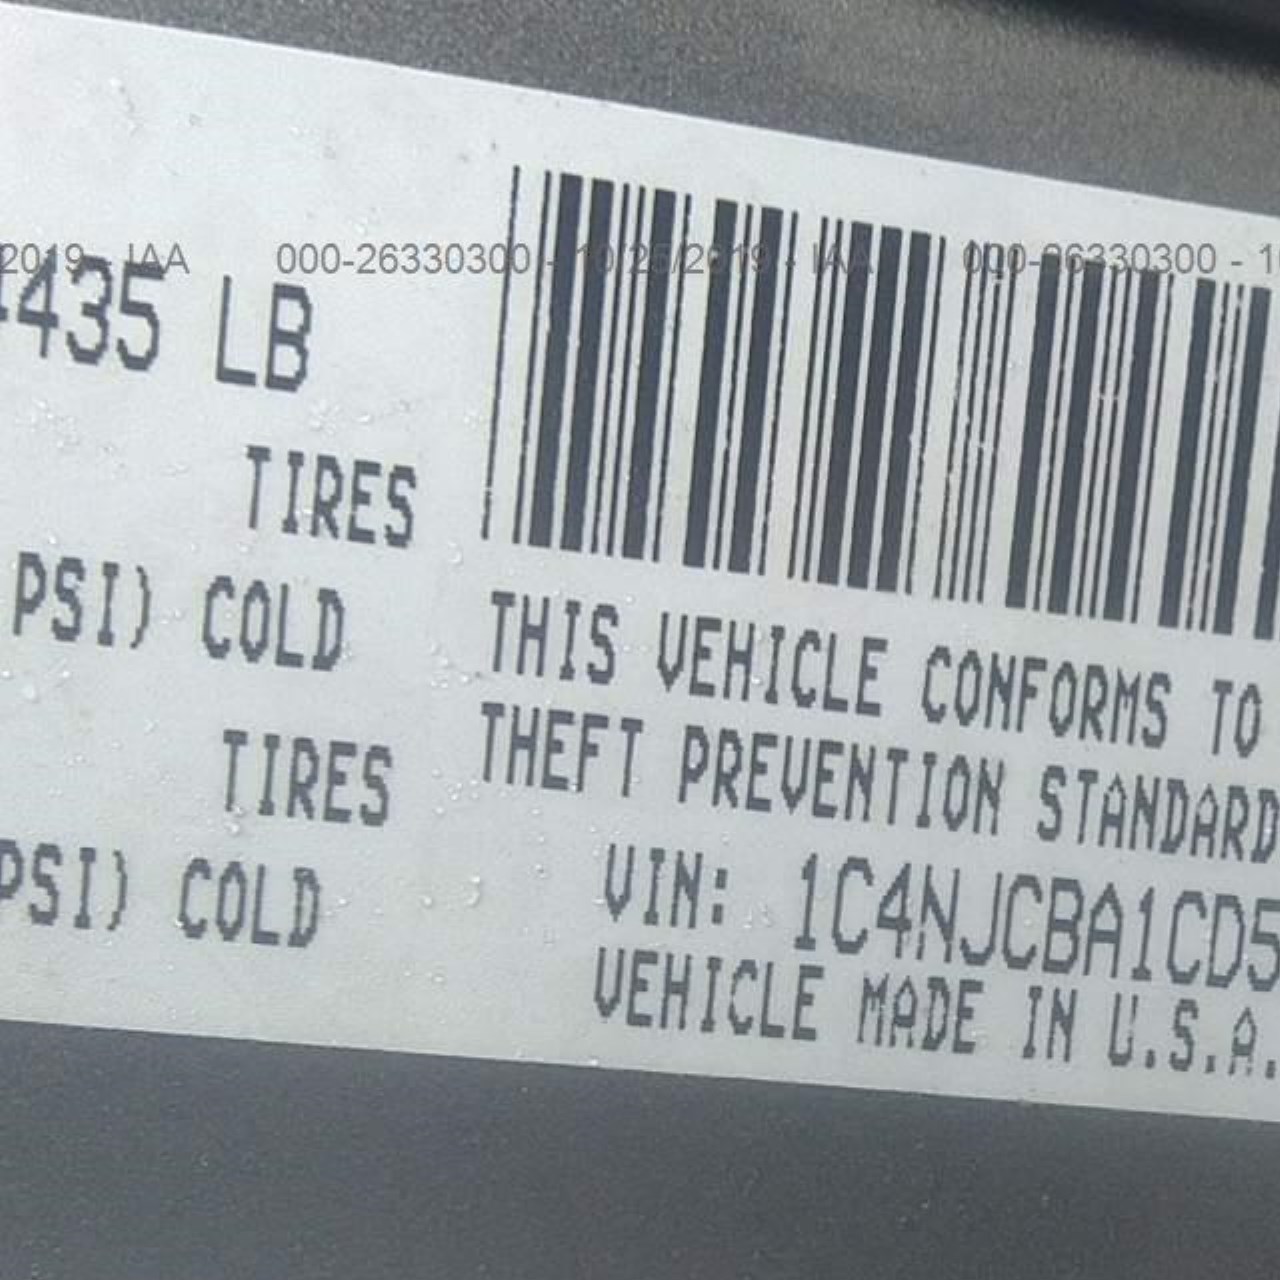 2019 - IAA 000-26330300 - 10/25/2019 - IAA 000-26330300 - 1
4435 LB
TIRES
PSI) COLD
THIS VEHICLE CONFORMS TO
THEFT PREVENTION STANDARD
TIRES
PSI) COLD
VIN: 1C4NJCBA1CD5
VEHICLE MADE IN U.S.A.